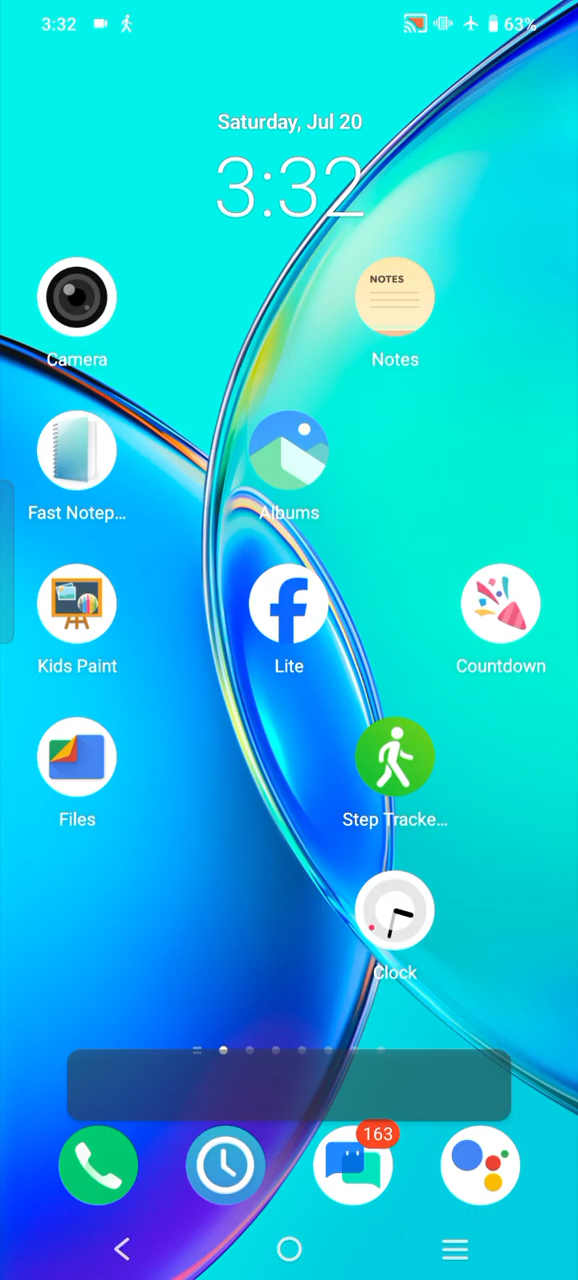 3:32
63%
Saturday, Jul 20
3:32
NOTES
Camera
Notes
Fast Notep...
Albums
Kids Paint
Lite
Countdown
Files
Step Tracke...
Clock
163